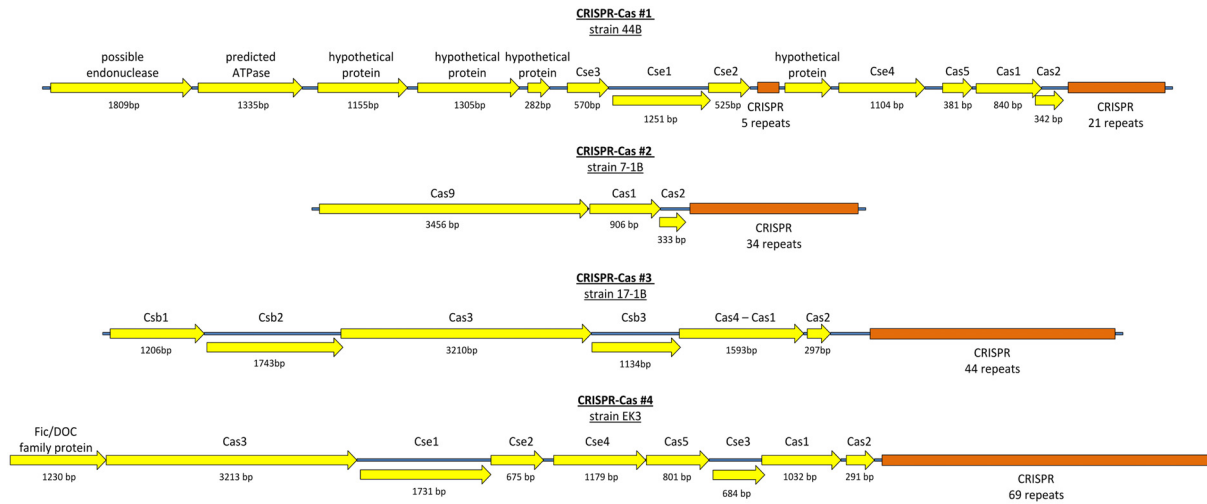 CRISPR-Cas #1
strain 44B
possible
endonuclease
predicted
ATPase
hypothetical
protein
hypothetical
protein
hypothetical
protein
Cse3
Cse1
Cse2
hypothetical
protein
Cse4
Cas5
Cas1
Cas2
1809bp
1335bp
1155bp
1305bp
282bp
570bp
1251 bp
525bp
CRISPR
5 repeats
1104 bp
381 bp
840 bp
342 bp
CRISPR
21 repeats
CRISPR-Cas #2
strain 7-1B
Cas9
Cas1
Cas2
3456 bp
906 bp
333 bp
CRISPR
34 repeats
CRISPR-Cas #3
strain 17-1B
Csb1
Csb2
Cas3
Csb3
Cas4 – Cas1
Cas2
1206bp
1743bp
3210bp
1134bp
1593bp
297bp
CRISPR
44 repeats
CRISPR-Cas #4
strain EK3
Fic/DOC
family protein
Cas3
Cse1
Cse2
Cse4
Cas5
Cse3
Cas1
Cas2
1230 bp
3213 bp
1731 bp
675 bp
1179 bp
801 bp
684 bp
1032 bp
291 bp
CRISPR
69 repeats